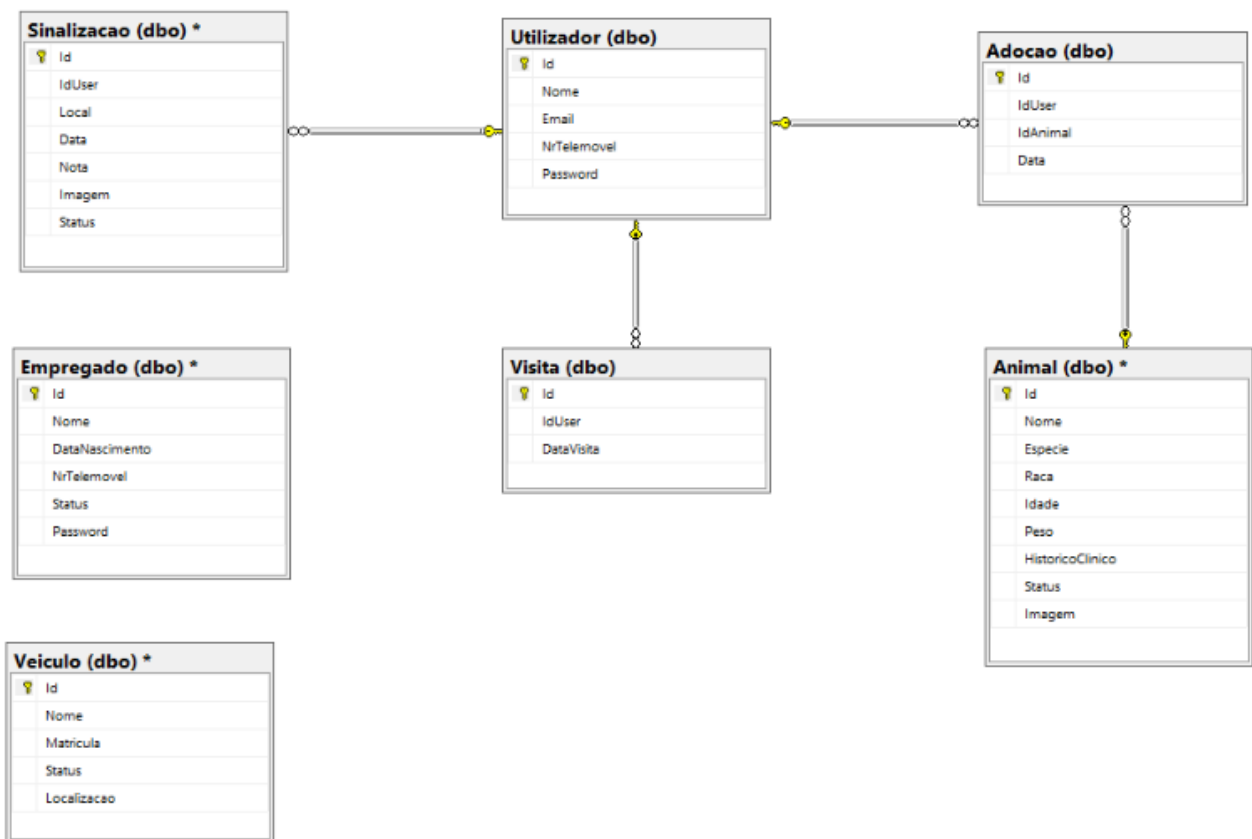 Sinalizacao (dbo) *
Id
IdUser
Local
Data
Nota
Imagem
Status
Utilizador (dbo)
Id
Nome
Email
NrTelemovel
Password
Adocao (dbo)
Id
IdUser
IdAnimal
Data
Empregado (dbo) *
Id
Nome
DataNascimento
NrTelemovel
Status
Password
Visita (dbo)
Id
IdUser
DataVisita
Animal (dbo) *
Id
Nome
Especie
Raca
Idade
Peso
HistoricoClinico
Status
Imagem
Veiculo (dbo) *
Id
Nome
Matricula
Status
Localizacao